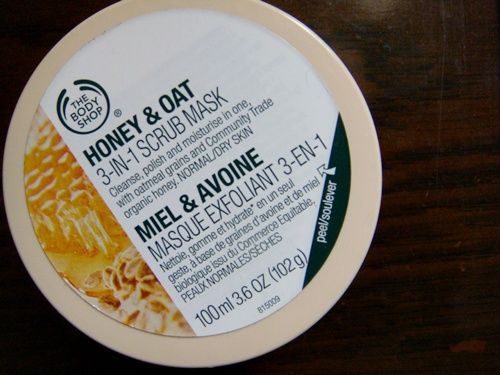 THE
BODY
SHOP
®
HONEY & OAT
3-IN-1 SCRUB MASK
Cleanse, polish and moisturise in one,
with oatmeal grains and Community Trade
organic honey. NORMAL/DRY SKIN
MIEL & AVOINE
MASQUE EXFOLIANT 3-EN-1
Nettoie, gomme et hydrate* en un seul
geste, à base de graines d'avoine et de miel
biologique issu du Commerce Equitable,
PEAUX NORMALES/SÈCHES
100ml 3.6 OZ (102g)
815009
peel/soulever